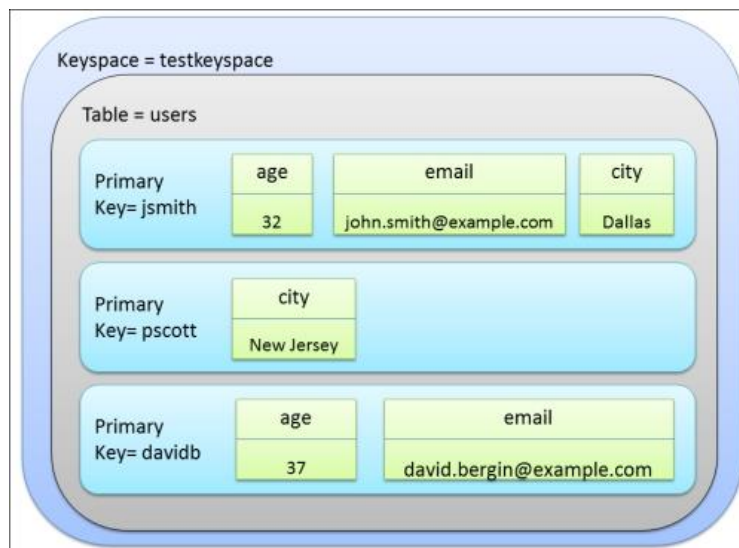 Keyspace = testkeyspace
Table = users
Primary
Key= jsmith
age
email
city
32
john.smith@example.com
Dallas
Primary
Key= pscott
city
New Jersey
Primary
Key= davidb
age
email
37
david.bergin@example.com